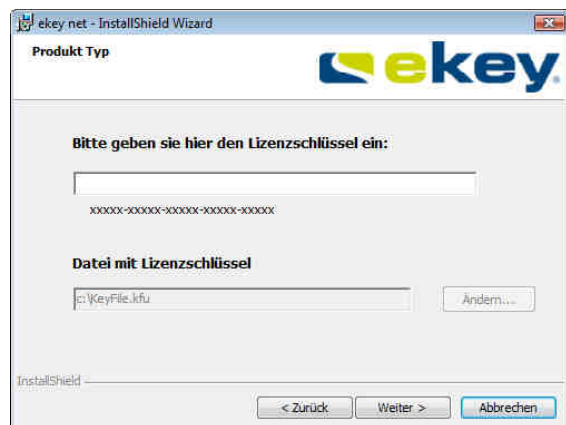 ekey net - InstallShield Wizard
Produkt Typ
ekey.
Bitte geben sie hier den Lizenzschlüssel ein:
xxxxx-xxxxx-xxxxx-xxxxx-xxxxx
Datei mit Lizenzschlüssel
c:\KeyFile.kfu
Ändern...
InstallShield
< Zurück
Weiter >
Abbrechen